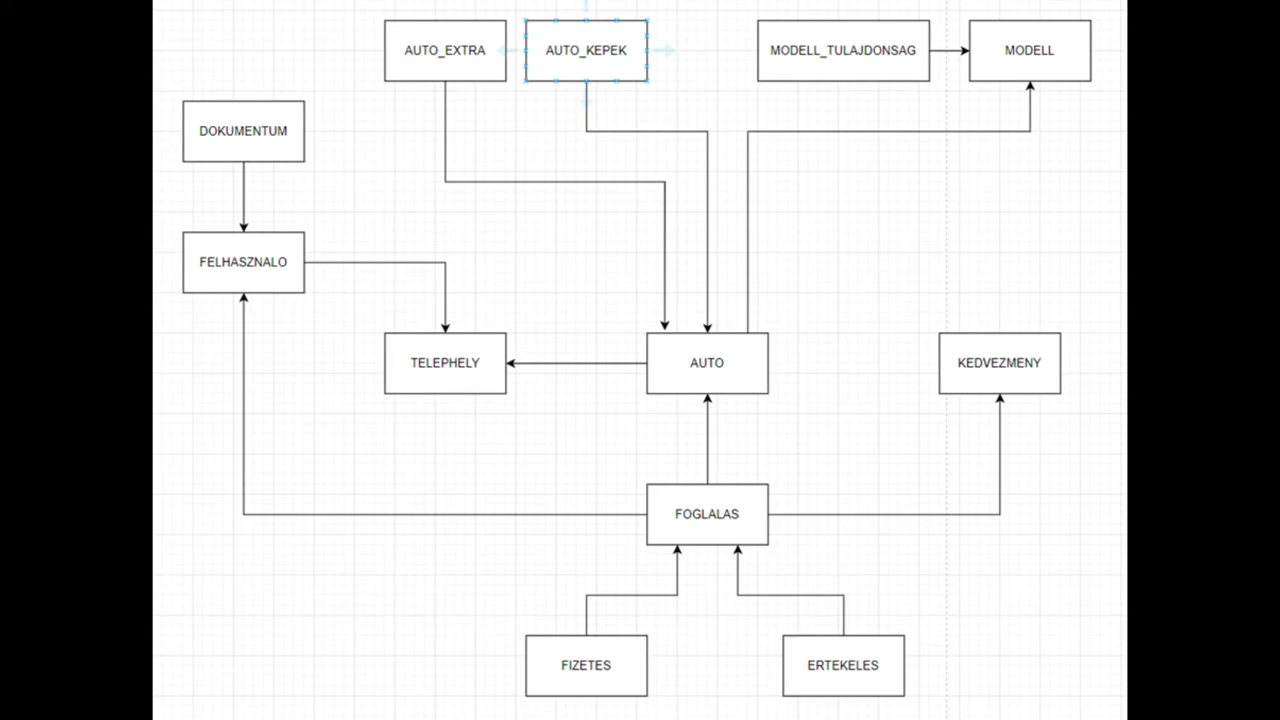 AUTO_EXTRA
AUTO_KEPEK
MODELL_TULAJDONSAG
MODELL
DOKUMENTUM
FELHASZNALO
TELEPHELY
AUTO
KEDVEZMENY
FOGLALAS
FIZETES
ERTEKELES